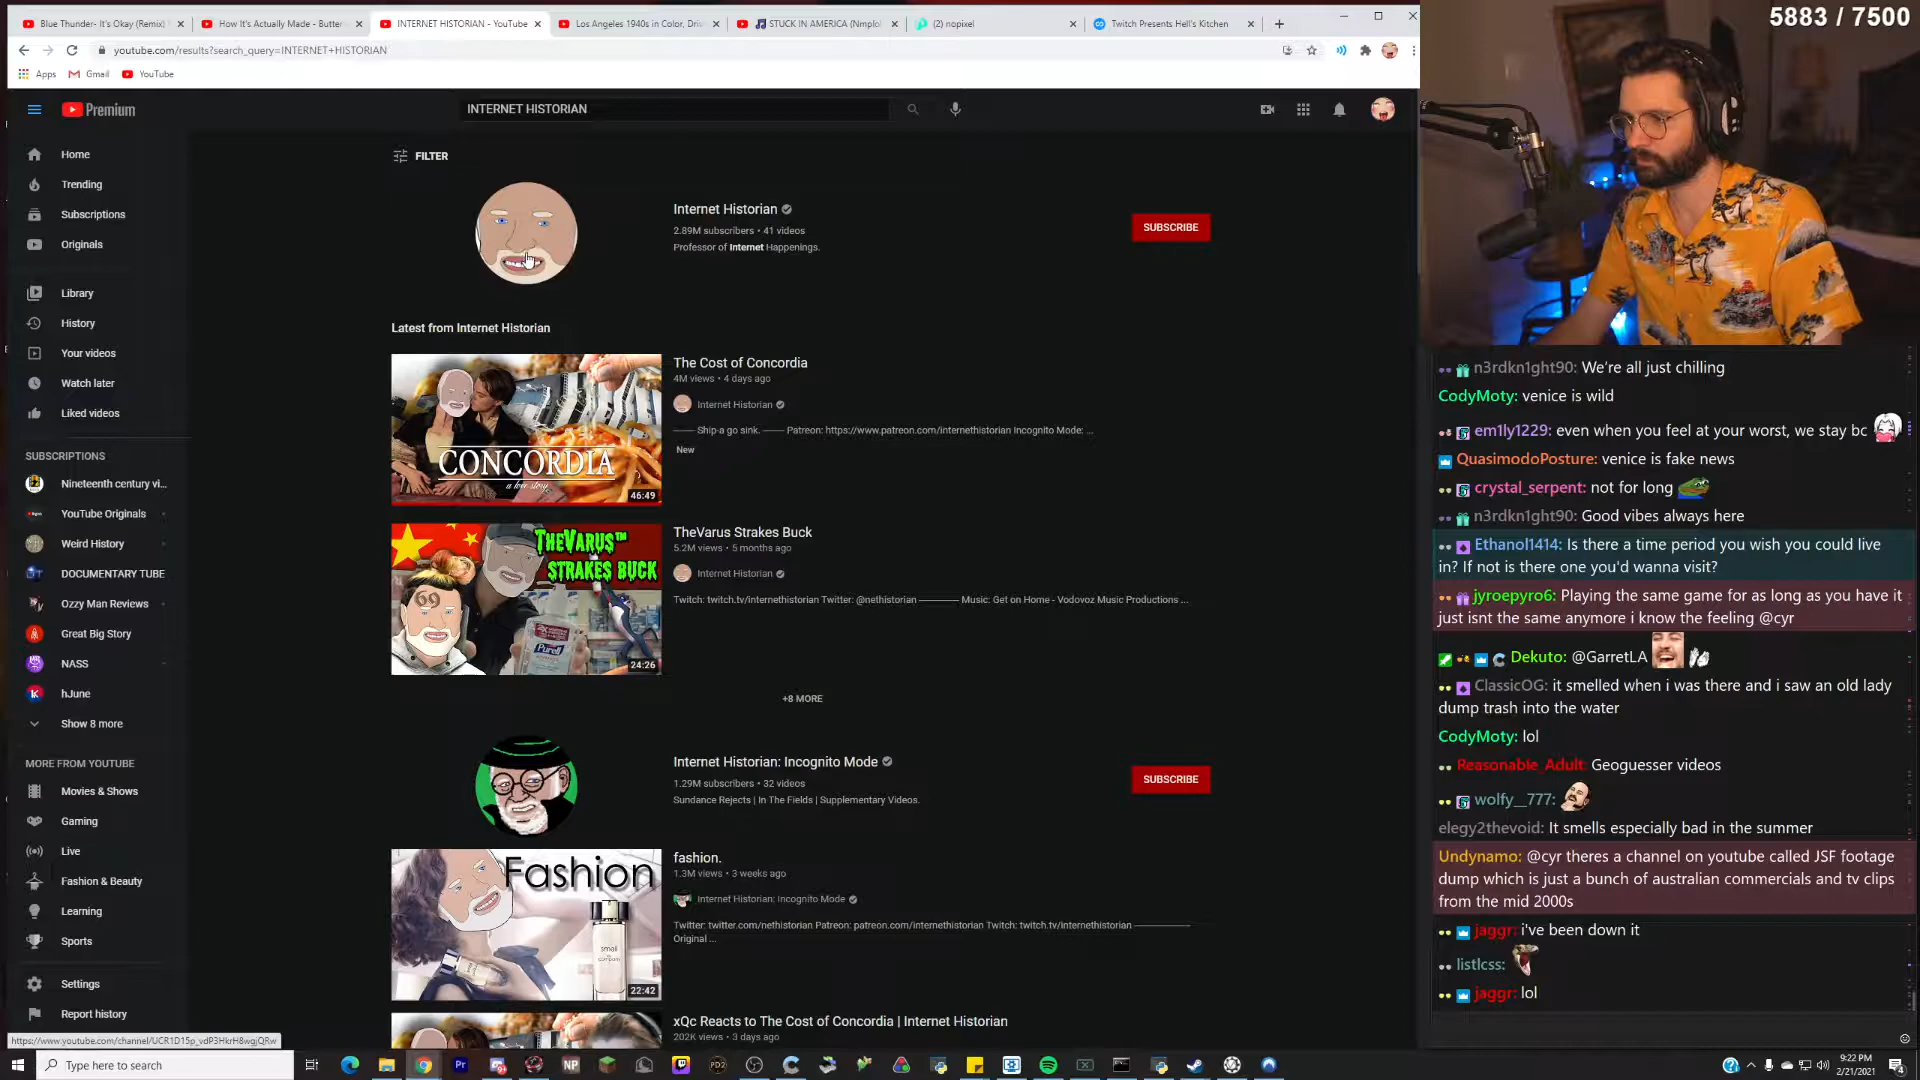 Blue Thunder- It's Okay (Remix)
How It's Actually Made - Butter
INTERNET HISTORIAN - YouTube
Los Angeles 1940s in Color, Driv
STUCK IN AMERICA (Nmplol
(2) nopixel
Twitch Presents Hell's Kitchen
5883 / 7500
youtube.com/results?search_query=INTERNET+HISTORIAN
Apps
Gmail
YouTube
Premium
INTERNET HISTORIAN
Home
Trending
Subscriptions
Originals
Library
History
Your videos
Watch later
Liked videos
SUBSCRIPTIONS
Nineteenth century vi...
YouTube Originals
Weird History
DOCUMENTARY TUBE
Ozzy Man Reviews
Great Big Story
NASS
hJune
Show 8 more
MORE FROM YOUTUBE
Movies & Shows
Gaming
Live
Fashion & Beauty
Learning
Sports
Settings
Report history
FILTER
Internet Historian
2.89M subscribers • 41 videos
Professor of Internet Happenings.
SUBSCRIBE
Latest from Internet Historian
CONCORDIA
a love story
46:49
The Cost of Concordia
4M views • 4 days ago
Internet Historian
—— Ship-a go sink. —— Patreon: https://www.patreon.com/internethistorian Incognito Mode: ...
New
THEVARUS™
STRAKES BUCK
69
Purell
24:26
TheVarus Strakes Buck
5.2M views • 5 months ago
Internet Historian
Twitch: twitch.tv/internethistorian Twitter: @nethistorian ———— Music: Get on Home - Vodovoz Music Productions ...
+8 MORE
Internet Historian: Incognito Mode
1.29M subscribers • 32 videos
Sundance Rejects | In The Fields | Supplementary Videos.
SUBSCRIBE
Fashion
smell
22:42
fashion.
1.3M views • 3 weeks ago
Internet Historian: Incognito Mode
Twitter: twitter.com/nethistorian Patreon: patreon.com/internethistorian Twitch: twitch.tv/internethistorian ——————
Original ...
xQc Reacts to The Cost of Concordia | Internet Historian
202K views • 3 days ago
n3rdkn1ght90: We're all just chilling
CodyMoty: venice is wild
em1ly1229: even when you feel at your worst, we stay bc
QuasimodoPosture: venice is fake news
crystal_serpent: not for long
n3rdkn1ght90: Good vibes always here
Ethanol1414: Is there a time period you wish you could live
in? If not is there one you'd wanna visit?
jyroepyro6: Playing the same game for as long as you have it
just isnt the same anymore i know the feeling @cyr
Dekuto: @GarretLA
ClassicOG: it smelled when i was there and i saw an old lady
dump trash into the water
CodyMoty: lol
Reasonable_Adult: Geoguesser videos
wolfy__777:
elegy2thevoid: It smells especially bad in the summer
Undynamo: @cyr theres a channel on youtube called JSF footage
dump which is just a bunch of australian commercials and tv clips
from the mid 2000s
jaggr: i've been down it
listlcss:
jaggr: lol
https://www.youtube.com/channel/UCR1D15p_vdP3HkrH8wgjQRw
Type here to search
Pr
NP
PD2
9:22 PM
2/21/2021